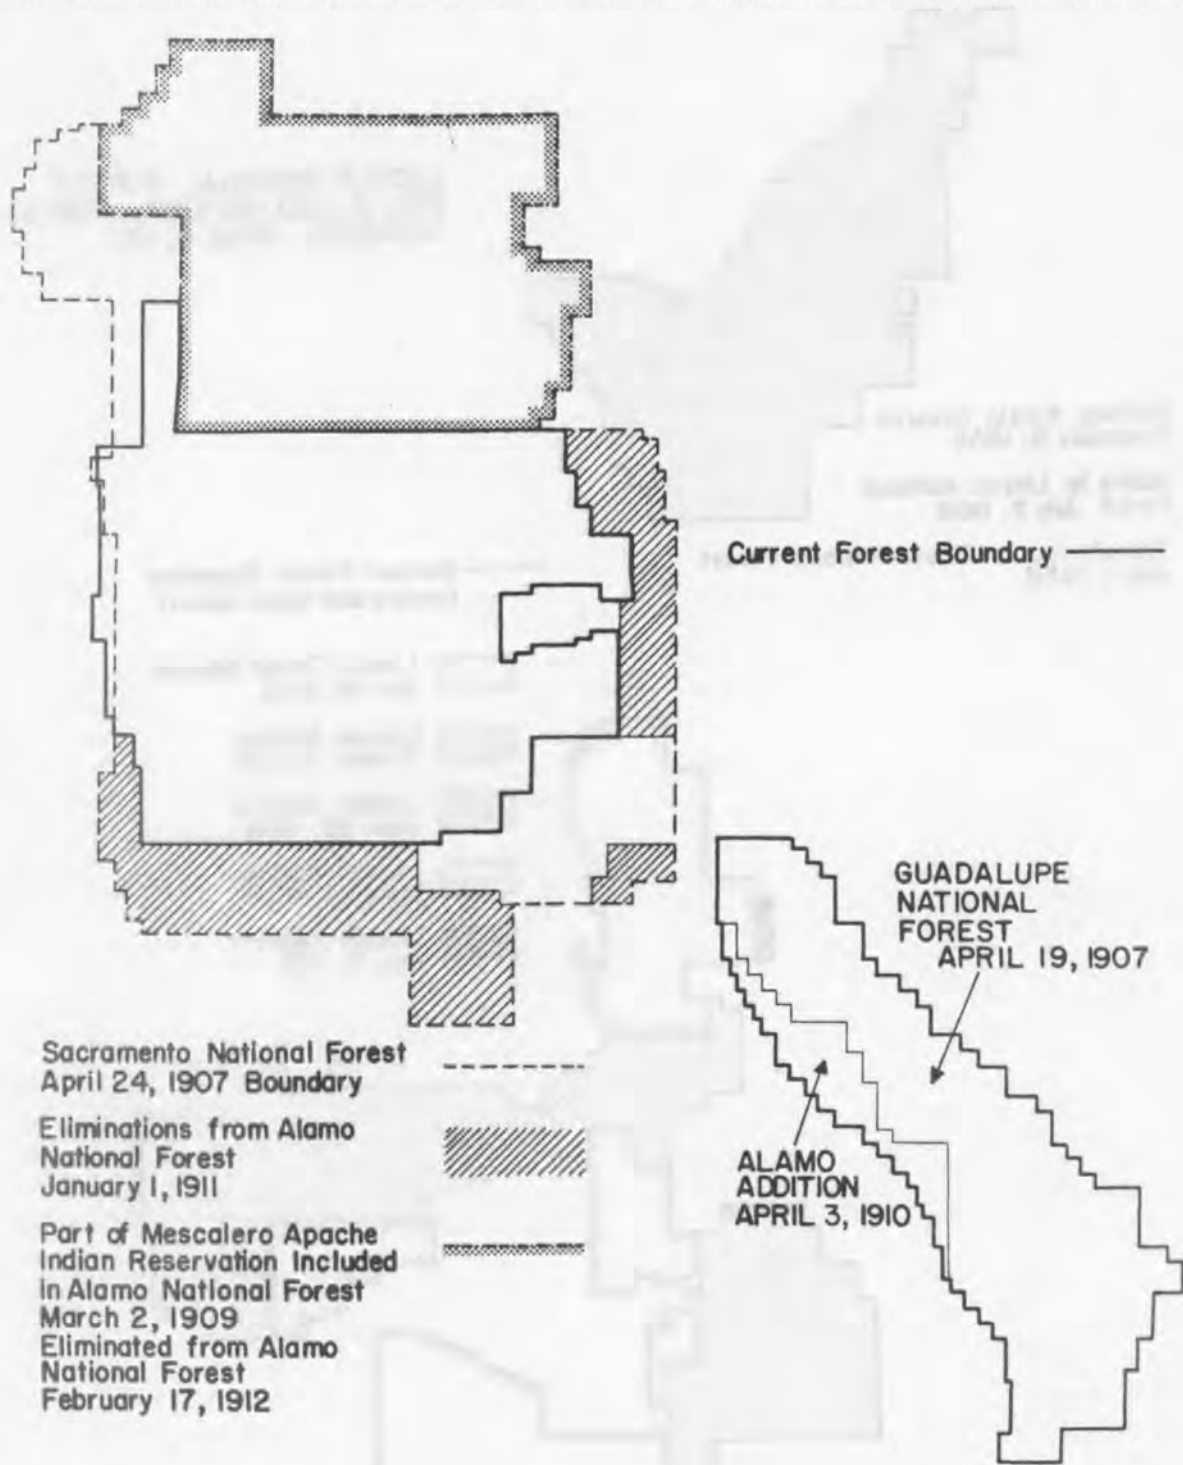 Current Forest Boundary
GUADALUPE
NATIONAL
FOREST
APRIL 19, 1907
ALAMO
ADDITION
APRIL 3, 1910
Sacramento National Forest
April 24, 1907 Boundary
Eliminations from Alamo
National Forest
January 1, 1911
Part of Mescalero Apache
Indian Reservation Included
in Alamo National Forest
March 2, 1909
Eliminated from Alamo
National Forest
February 17, 1912